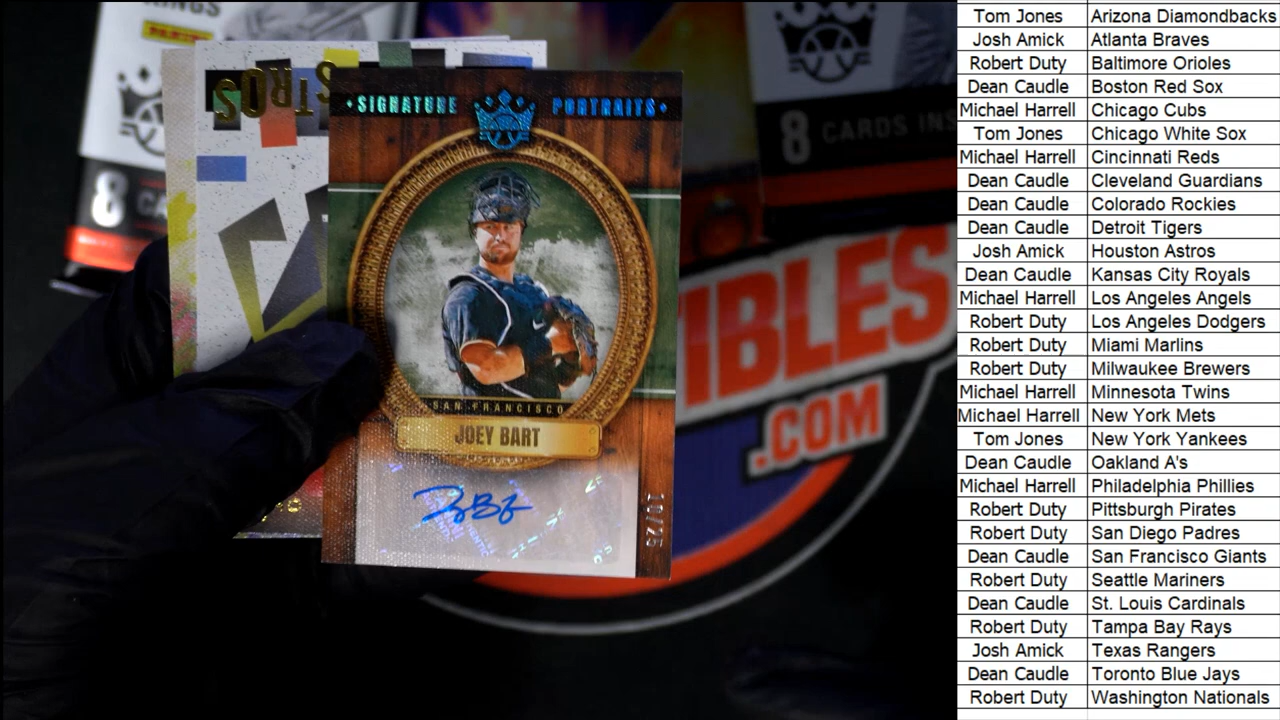 PANINI
KINGS
8 CA
STROS
SIGNATURE PORTRAITS
SAN FRANCISCO
JOEY BART
10/25
8 CARDS INS
IBLES
.COM
Tom Jones Arizona Diamondbacks
Josh Amick Atlanta Braves
Robert Duty Baltimore Orioles
Dean Caudle Boston Red Sox
Michael Harrell Chicago Cubs
Tom Jones Chicago White Sox
Michael Harrell Cincinnati Reds
Dean Caudle Cleveland Guardians
Dean Caudle Colorado Rockies
Dean Caudle Detroit Tigers
Josh Amick Houston Astros
Dean Caudle Kansas City Royals
Michael Harrell Los Angeles Angels
Robert Duty Los Angeles Dodgers
Robert Duty Miami Marlins
Robert Duty Milwaukee Brewers
Michael Harrell Minnesota Twins
Michael Harrell New York Mets
Tom Jones New York Yankees
Dean Caudle Oakland A's
Michael Harrell Philadelphia Phillies
Robert Duty Pittsburgh Pirates
Robert Duty San Diego Padres
Dean Caudle San Francisco Giants
Robert Duty Seattle Mariners
Dean Caudle St. Louis Cardinals
Robert Duty Tampa Bay Rays
Josh Amick Texas Rangers
Dean Caudle Toronto Blue Jays
Robert Duty Washington Nationals